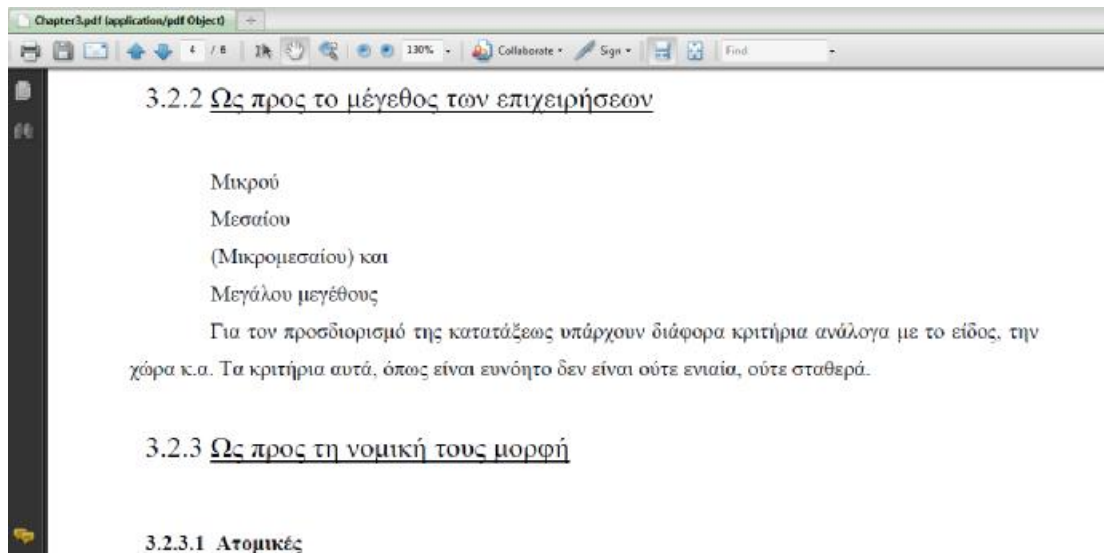 Chapter3.pdf (application/pdf Object)
4 / 6 130% Collaborate Sign Find
3.2.2 Ως προς το μέγεθος των επιχειρήσεων
Μικρού
Μεσαίου
(Μικρομεσαίου) και
Μεγάλου μεγέθους
Για τον προσδιορισμό της κατατάξεως υπάρχουν διάφορα κριτήρια ανάλογα με το είδος, την
χώρα κ.α. Τα κριτήρια αυτά, όπως είναι ευνόητο δεν είναι ούτε ενιαία, ούτε σταθερά.
3.2.3 Ως προς τη νομική τους μορφή
3.2.3.1 Ατομικές